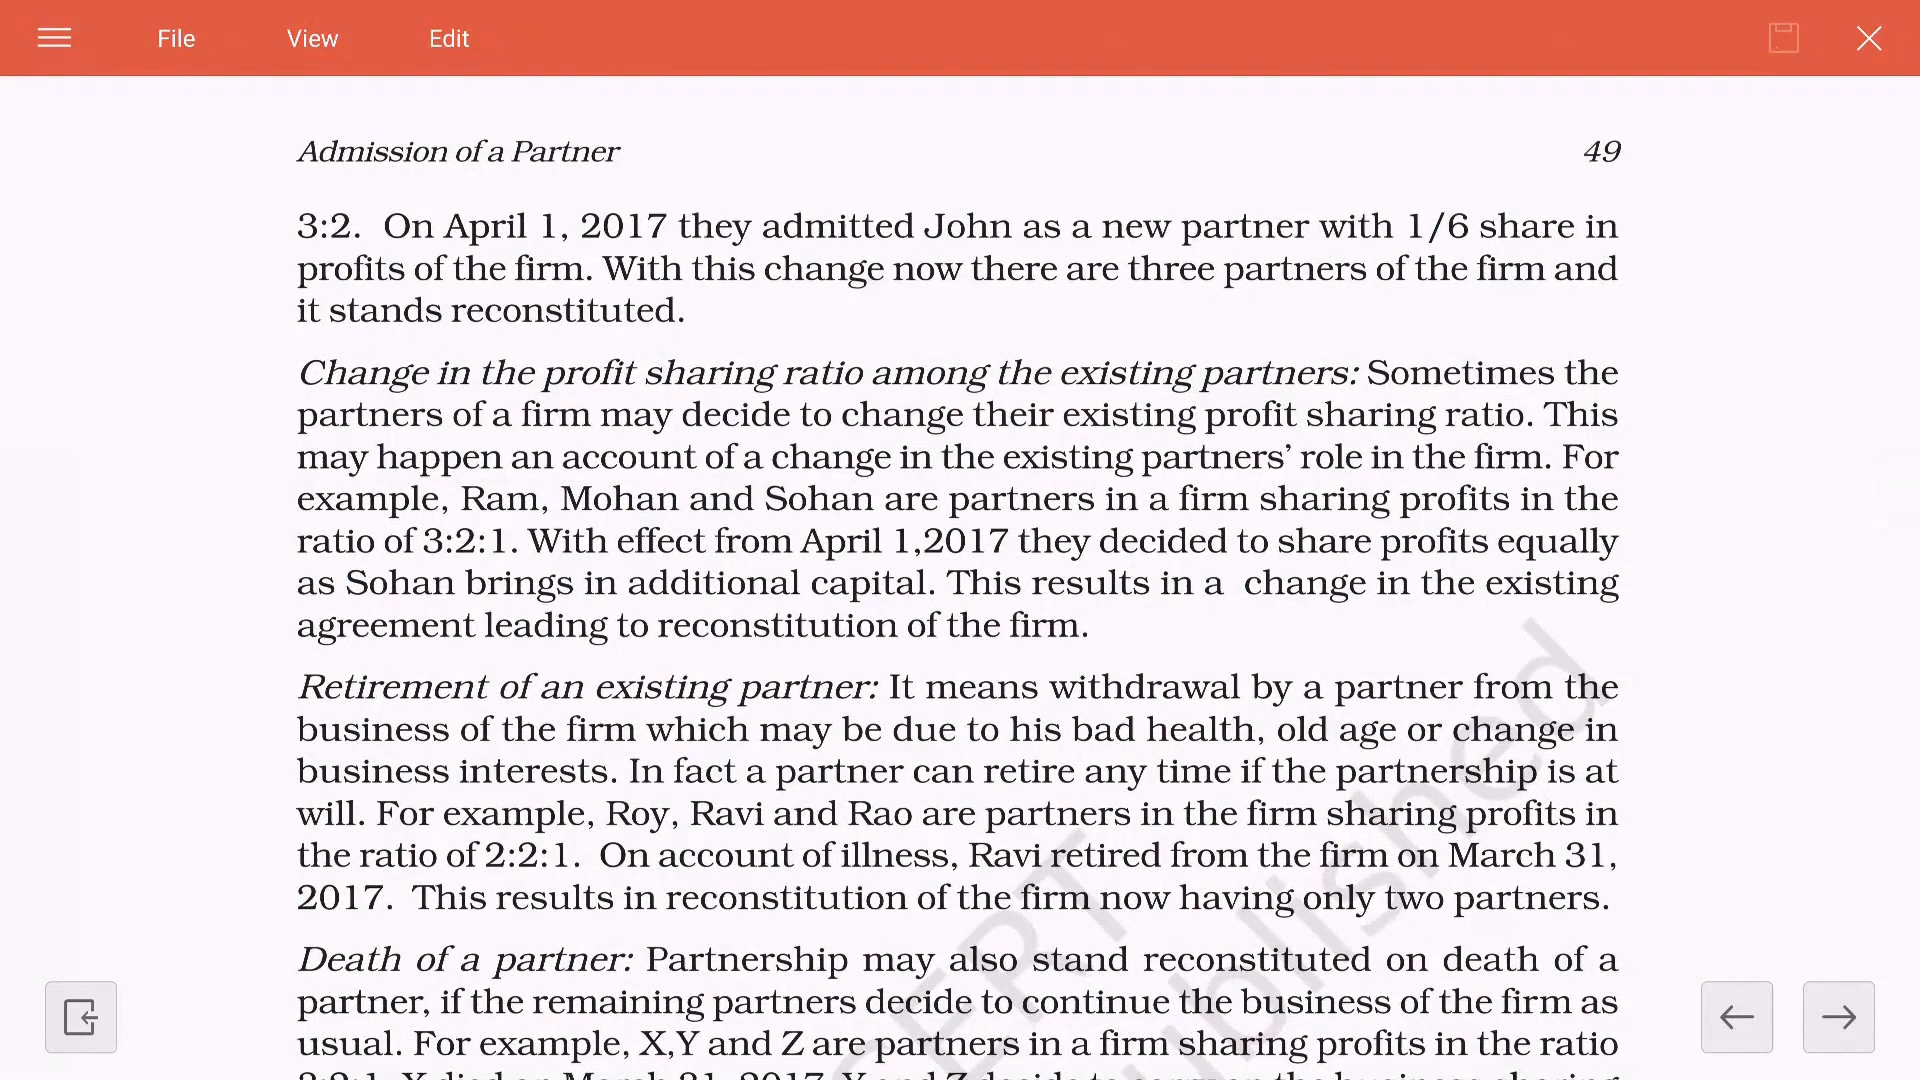 File View Edit
Admission of a Partner 49
3:2. On April 1, 2017 they admitted John as a new partner with 1/6 share in
profits of the firm. With this change now there are three partners of the firm and
it stands reconstituted.
Change in the profit sharing ratio among the existing partners: Sometimes the
partners of a firm may decide to change their existing profit sharing ratio. This
may happen an account of a change in the existing partners’ role in the firm. For
example, Ram, Mohan and Sohan are partners in a firm sharing profits in the
ratio of 3:2:1. With effect from April 1,2017 they decided to share profits equally
as Sohan brings in additional capital. This results in a change in the existing
agreement leading to reconstitution of the firm.
Retirement of an existing partner: It means withdrawal by a partner from the
business of the firm which may be due to his bad health, old age or change in
business interests. In fact a partner can retire any time if the partnership is at
will. For example, Roy, Ravi and Rao are partners in the firm sharing profits in
the ratio of 2:2:1. On account of illness, Ravi retired from the firm on March 31,
2017. This results in reconstitution of the firm now having only two partners.
Death of a partner: Partnership may also stand reconstituted on death of a
partner, if the remaining partners decide to continue the business of the firm as
usual. For example, X,Y and Z are partners in a firm sharing profits in the ratio